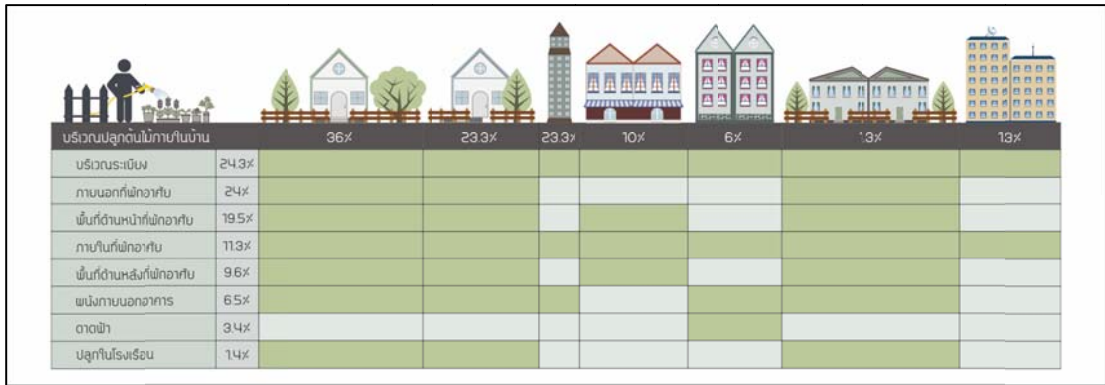 บริเวณปลูกต้นไม้ภายในบ้าน 36% 23.3% 23.3% 10% 6% 13% 13%
บริเวณระเบียง 24.3%
ภายนอกที่พักอาศัย 24%
พื้นที่ด้านหน้าที่พักอาศัย 19.5%
ภายในที่พักอาศัย 11.3%
พื้นที่ด้านหลังที่พักอาศัย 9.6%
ผนังภายนอกอาคาร 6.5%
ดาดฟ้า 3.4%
ปลูกในโรงเรือน 1.4%